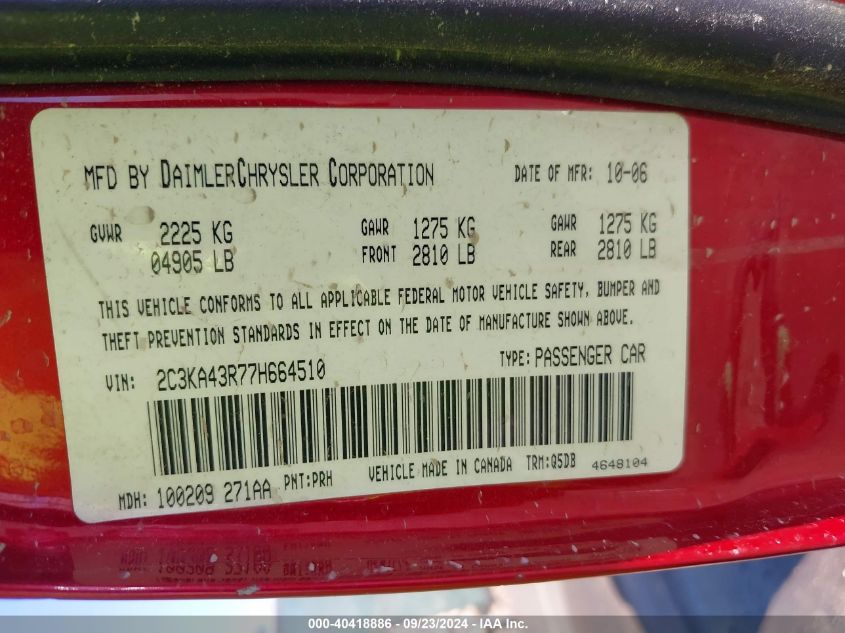 MFD BY DAIMLERCHRYSLER CORPORATION DATE OF MFR: 10-06
GVWR 2225 KG GAWR 1275 KG GAWR 1275 KG
04905 LB FRONT 2810 LB REAR 2810 LB
THIS VEHICLE CONFORMS TO ALL APPLICABLE FEDERAL MOTOR VEHICLE SAFETY, BUMPER AND
THEFT PREVENTION STANDARDS IN EFFECT ON THE DATE OF MANUFACTURE SHOWN ABOVE.
VIN: 2C3KA43R77H664510 TYPE: PASSENGER CAR
MDH: 100209 271AA PNT:PRH VEHICLE MADE IN CANADA TRM:Q5DB 4648104
000-40418886 - 09/23/2024 - IAA Inc.